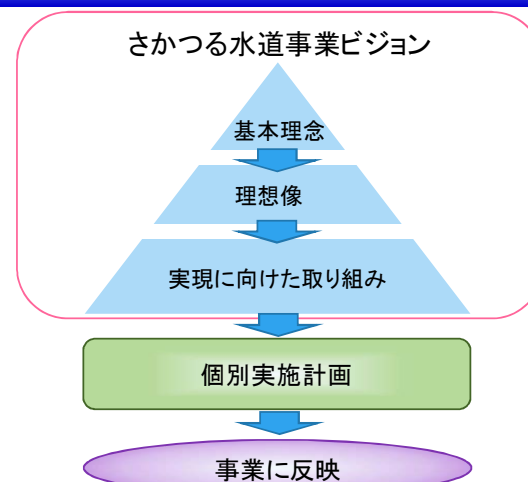 さかつる水道事業ビジョン
基本理念
理想像
実現に向けた取り組み
個別実施計画
事業に反映